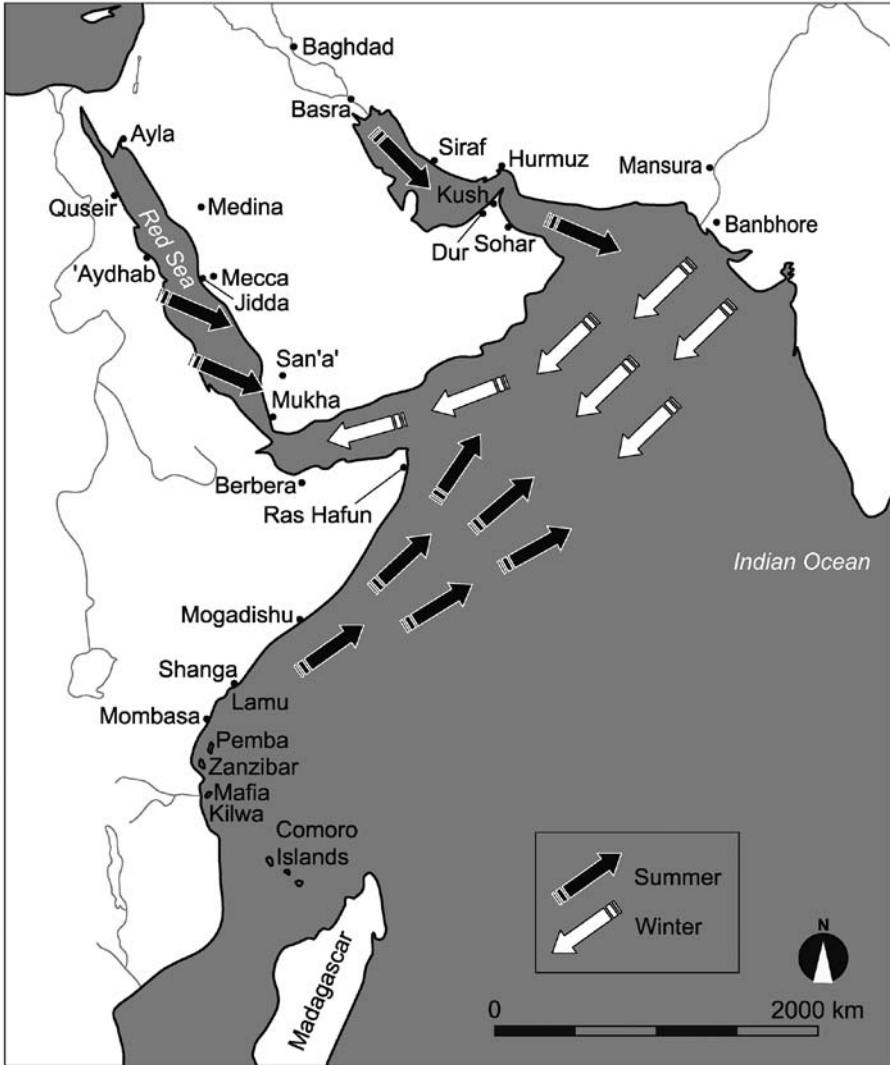 Baghdad
Basra
Ayla
Siraf
Hurmuz
Mansura
Kush
Quseir
Medina
Red Sea
Banbhore
Dur
Sohar
'Aydhab
Mecca
Jidda
San'a'
Mukha
Berbera
Ras Hafun
Indian Ocean
Mogadishu
Shanga
Lamu
Mombasa
Pemba
Zanzibar
Mafia
Kilwa
Comoro
Islands
Madagascar
Summer
Winter
N
0
2000 km